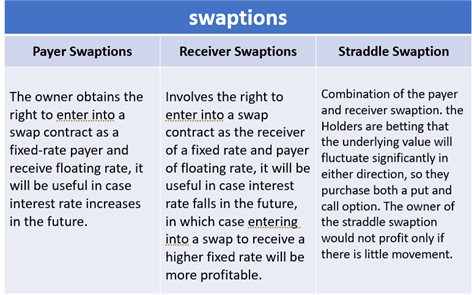 swaptions
Payer Swaptions
Receiver Swaptions
Straddle Swaption
The owner obtains the
right to enter into a
swap contract as a
fixed-rate payer and
receive floating rate, it
will be useful in case
interest rate increases
in the future.
Involves the right to
enter into a swap
contract as the receiver
of a fixed rate and payer
of floating rate, it will be
useful in case interest
rate falls in the future,
in which case entering
into a swap to receive a
higher fixed rate will be
more profitable.
Combination of the payer
and receiver swaption. the
Holders are betting that
the underlying value will
fluctuate significantly in
either direction, so they
purchase both a put and
call option. The owner of
the straddle swaption
would not profit only if
there is little movement.